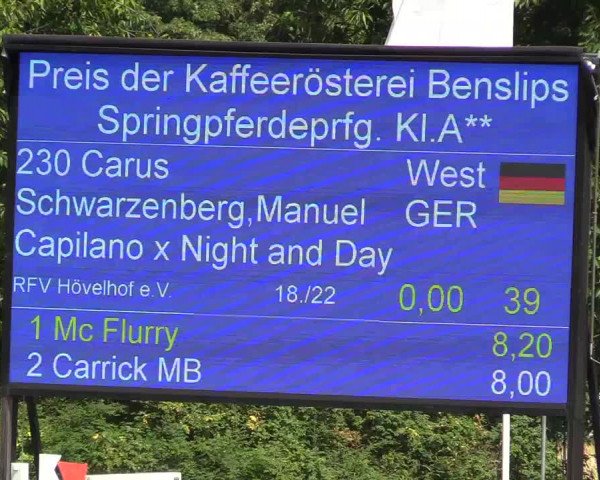 Preis der Kaffeerösterei Benslips
Springpferdeprfg. Kl.A**
230 Carus West
Schwarzenberg,Manuel GER
Capilano x Night and Day
RFV Hövelhof e.V. 18./22 0,00 39
1 Mc Flurry 8,20
2 Carrick MB 8,00